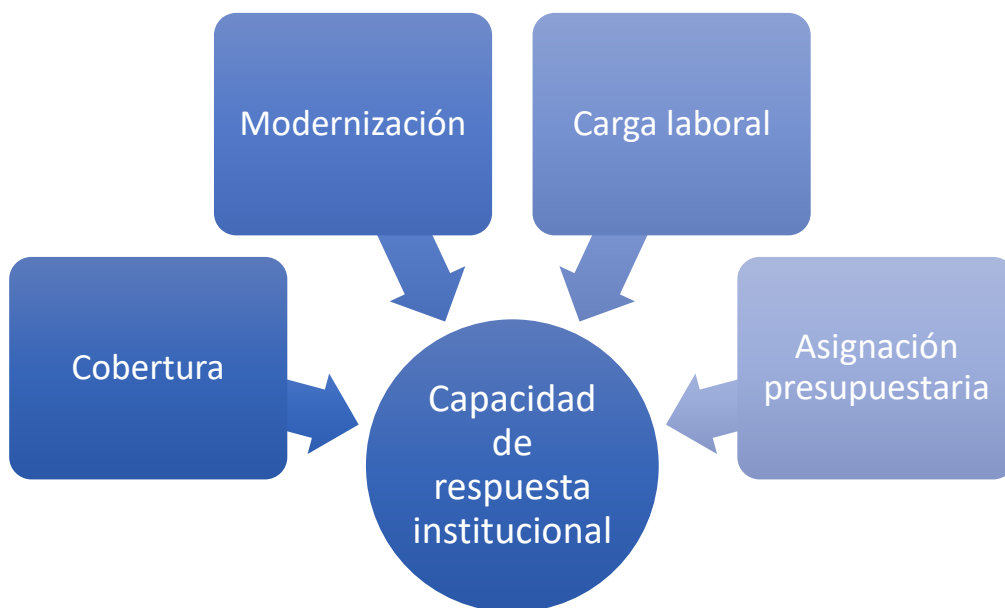 Modernización
Carga laboral
Cobertura
Asignación
presupuestaria
Capacidad
de
respuesta
institucional